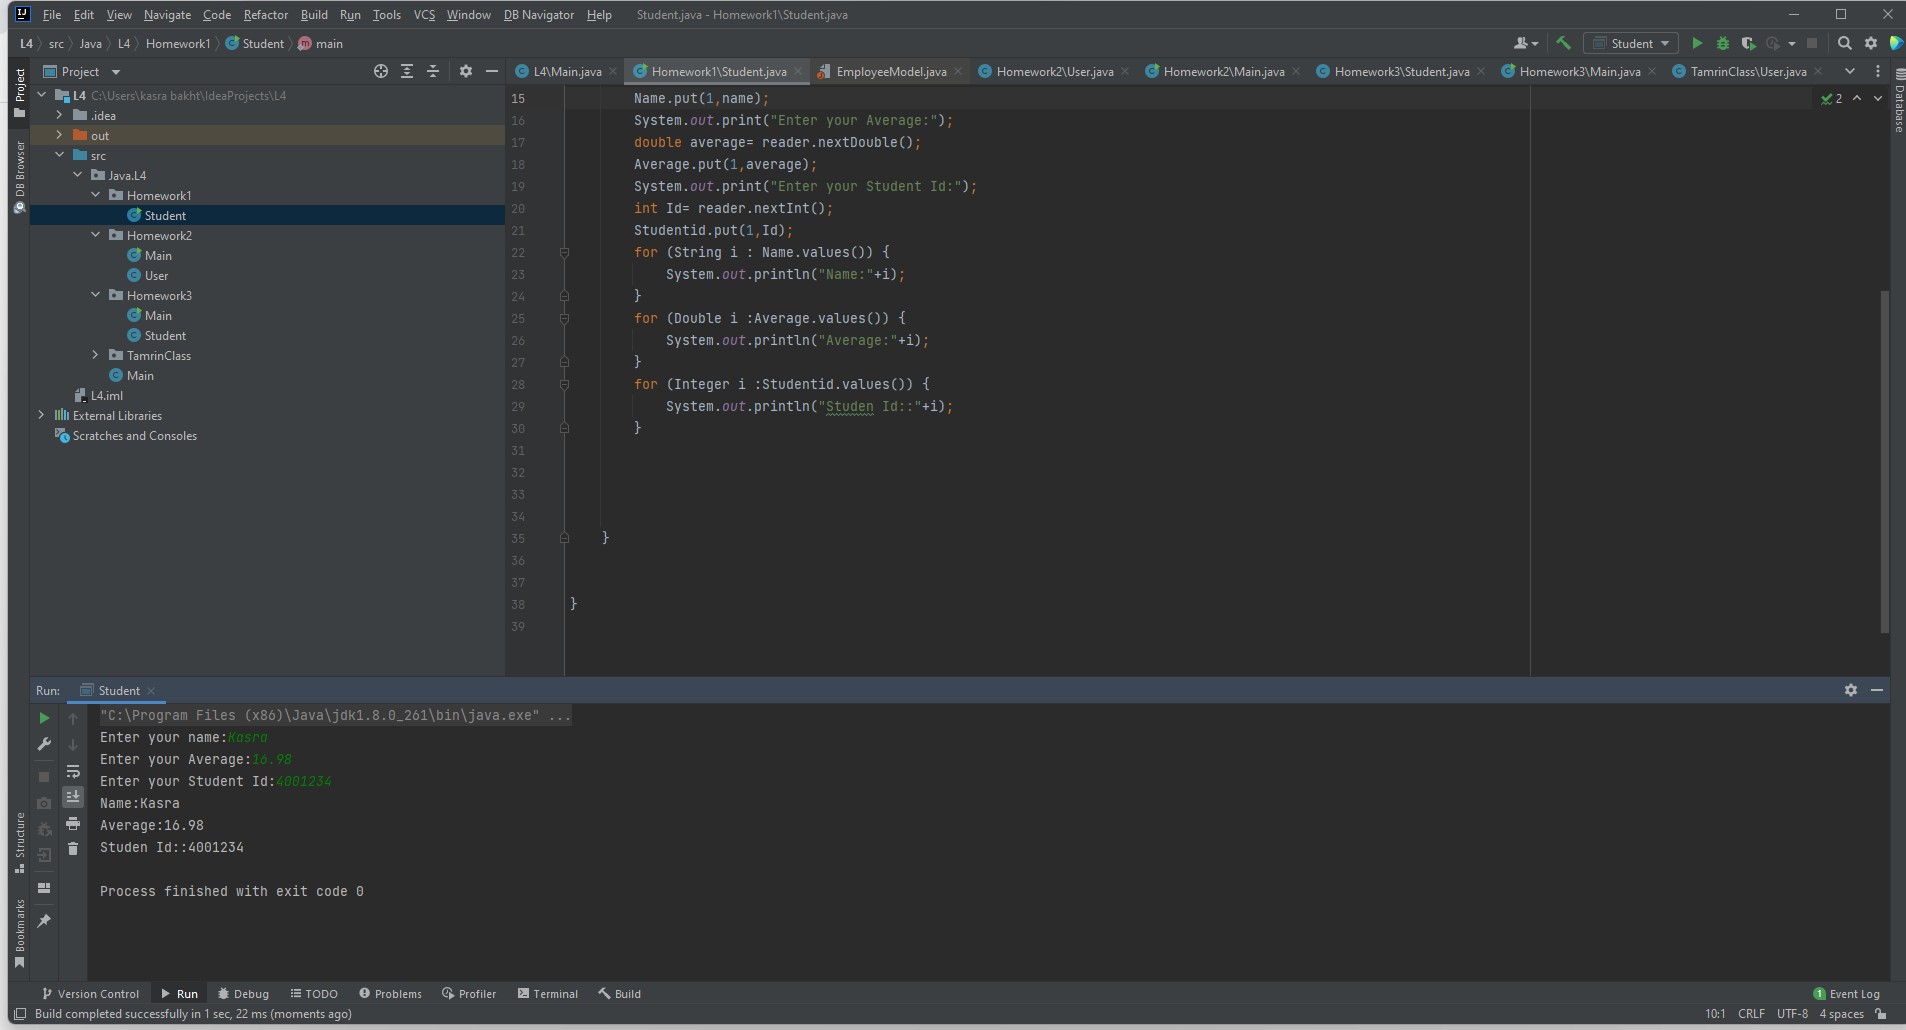 File Edit View Navigate Code Refactor Build Run Tools VCS Window DB Navigator Help Student.java - Homework1\Student.java
L4 src Java L4 Homework1 Student main Student
Project
L4\Main.java Homework1\Student.java EmployeeModel.java Homework2\User.java Homework2\Main.java Homework3\Student.java Homework3\Main.java TamrinClass\User.java
Project
DB Browser
Structure
Bookmarks
Database
L4 C:\Users\kasra bakht\IdeaProjects\L4
.idea
out
src
Java.L4
Homework1
Student
Homework2
Main
User
Homework3
Main
Student
TamrinClass
Main
L4.iml
External Libraries
Scratches and Consoles
2
15 Name.put(1,name);
16 System.out.print("Enter your Average:");
17 double average= reader.nextDouble();
18 Average.put(1,average);
19 System.out.print("Enter your Student Id:");
20 int Id= reader.nextInt();
21 Studentid.put(1,Id);
22 for (String i : Name.values()) {
23 System.out.println("Name:"+i);
24 }
25 for (Double i :Average.values()) {
26 System.out.println("Average:"+i);
27 }
28 for (Integer i :Studentid.values()) {
29 System.out.println("Studen Id::"+i);
30 }
31
32
33
34
35 }
36
37
38 }
39
Run: Student
"C:\Program Files (x86)\Java\jdk1.8.0_261\bin\java.exe" ...
Enter your name:Kasra
Enter your Average:16.98
Enter your Student Id:4001234
Name:Kasra
Average:16.98
Studen Id::4001234
Process finished with exit code 0
Version Control Run Debug TODO Problems Profiler Terminal Build 1 Event Log
Build completed successfully in 1 sec, 22 ms (moments ago) 10:1 CRLF UTF-8 4 spaces